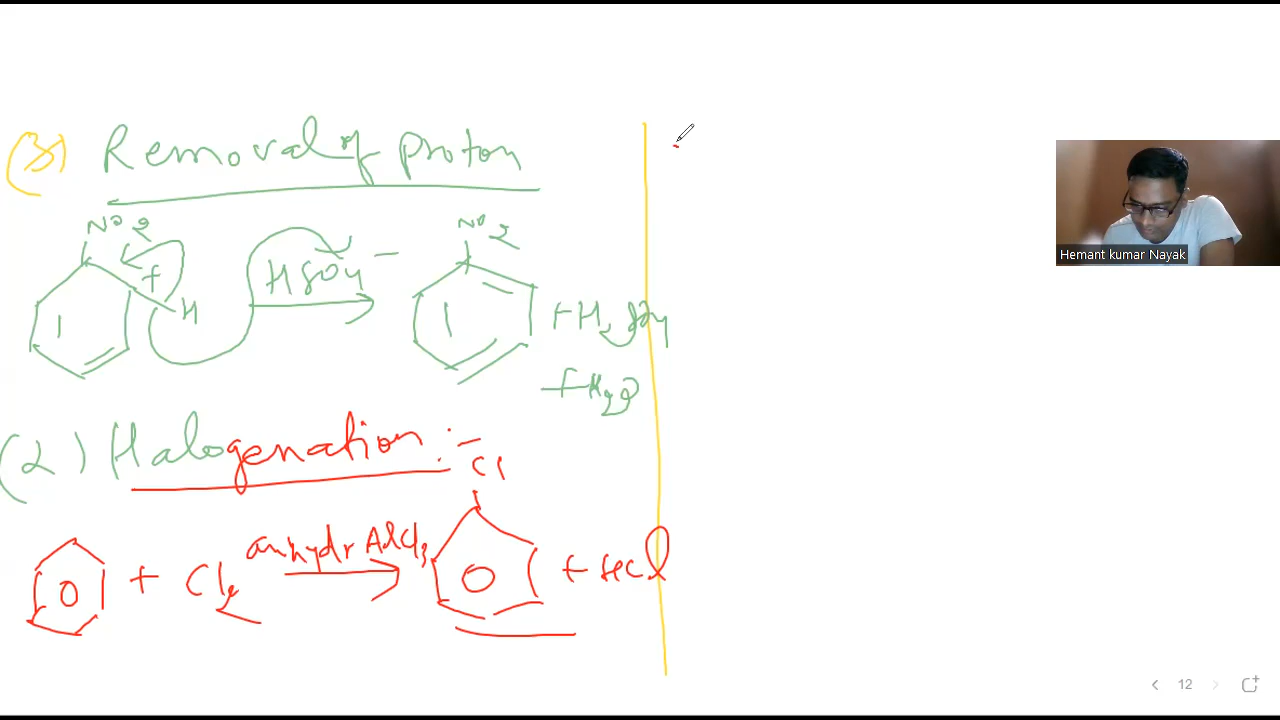 (3) Removal of proton
NO2 NO2
+ H HSO4- + H2SO4
+ H2O
(2) Halogenation :-
Cl
+ Cl2 anhydr AlCl3 + HCl
Hemant kumar Nayak
12